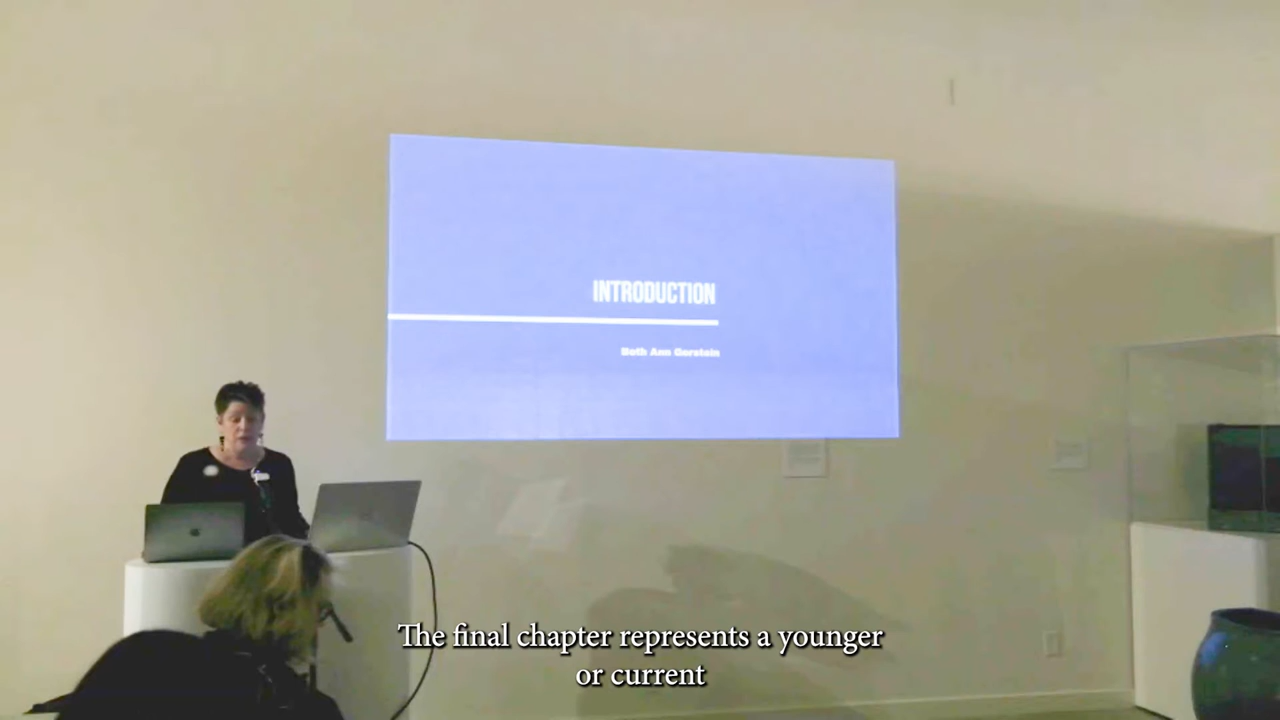 INTRODUCTION
Beth Ann Gerstein
The final chapter represents a younger
or current